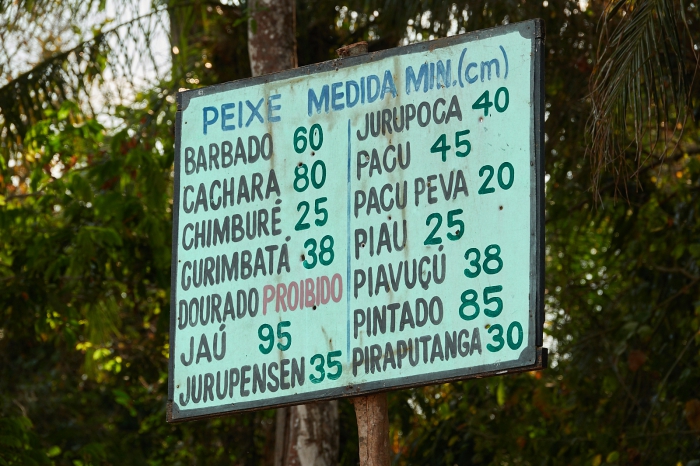 PEIXE MEDIDA MIN.(cm)
BARBADO 60
CACHARA 80
CHIMBURÉ 25
CURIMBATÁ 38
DOURADO PROIBIDO
JAÚ 95
JURUPENSEN 35
JURUPOCA 40
PACU 45
PACU PEVA 20
PIAU 25
PIAVUÇÚ 38
PINTADO 85
PIRAPUTANGA 30